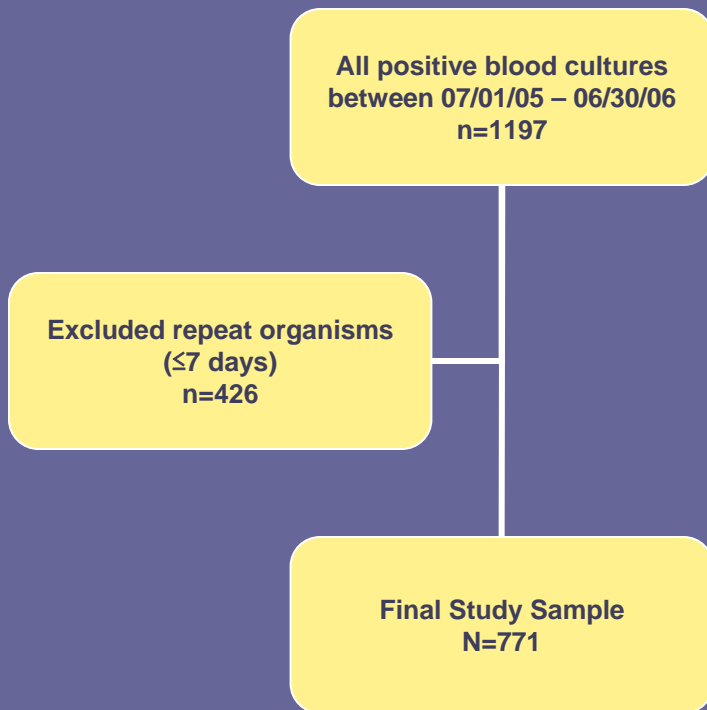 All positive blood cultures
between 07/01/05 – 06/30/06
n=1197
Excluded repeat organisms
(≤7 days)
n=426
Final Study Sample
N=771